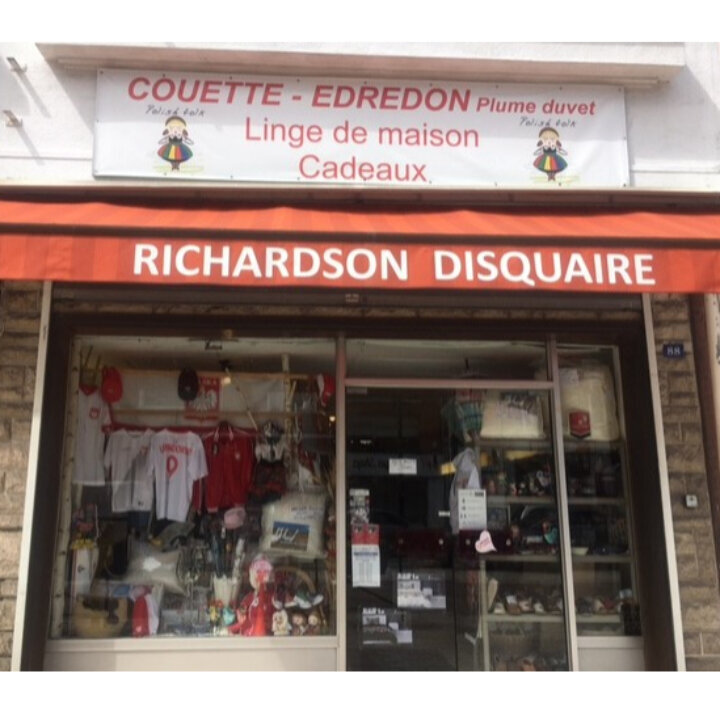 COUETTE - EDREDON Plume duvet
Polish folk
Polish folk
Linge de maison
Cadeaux
RICHARDSON DISQUAIRE
88